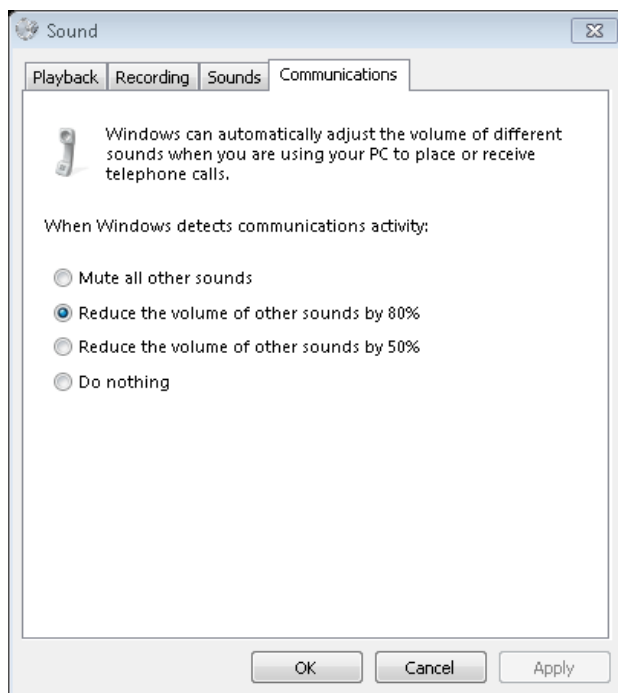 Sound
Playback Recording Sounds Communications
Windows can automatically adjust the volume of different
sounds when you are using your PC to place or receive
telephone calls.
When Windows detects communications activity:
Mute all other sounds
Reduce the volume of other sounds by 80%
Reduce the volume of other sounds by 50%
Do nothing
OK Cancel Apply